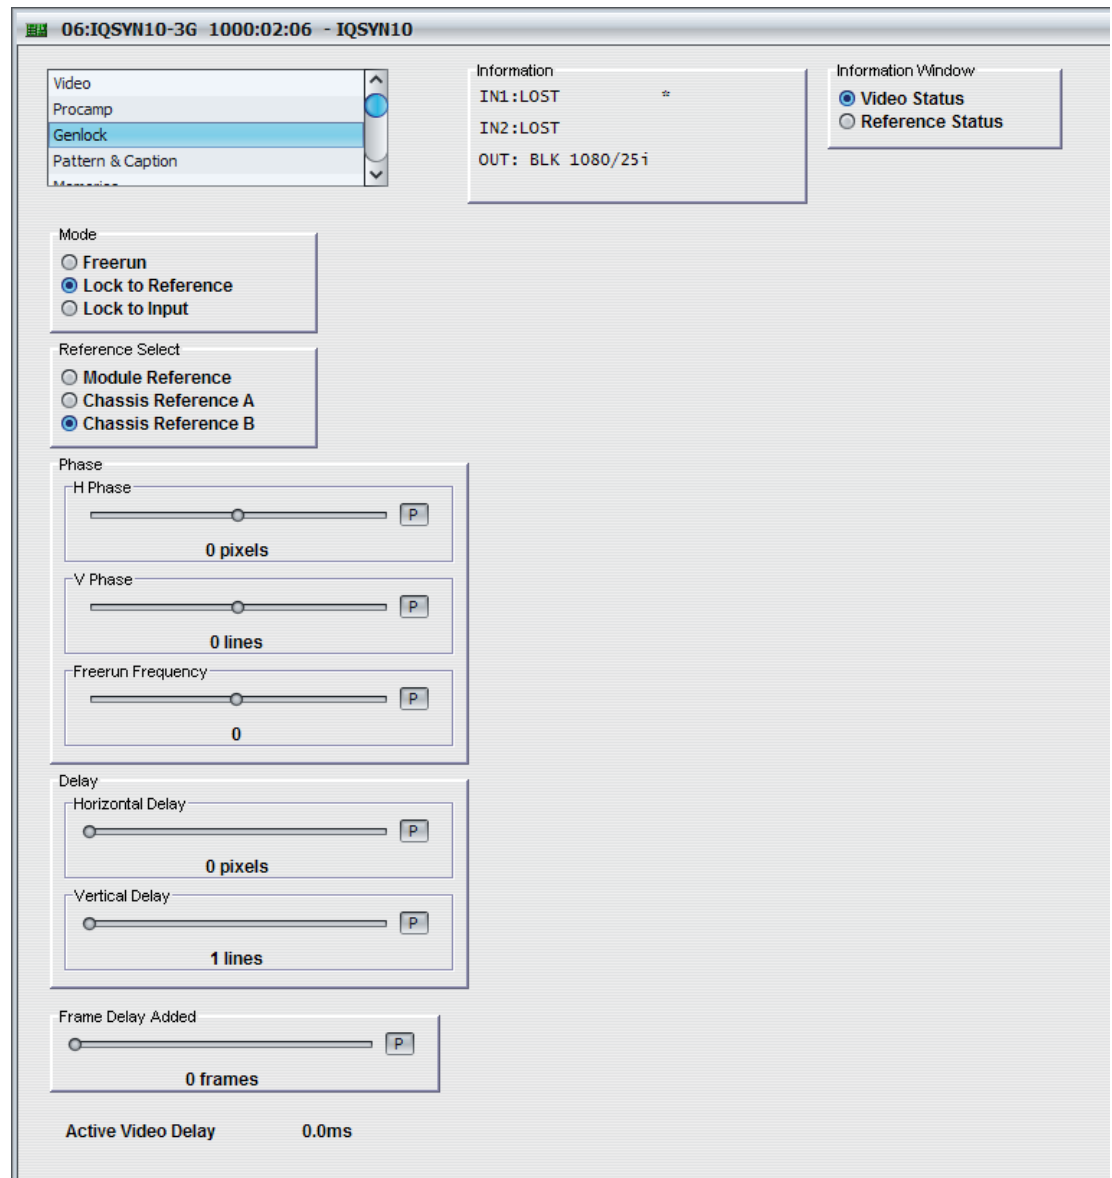 06:IQSYN10-3G 1000:02:06 - IQSYN10
Video
Procamp
Genlock
Pattern & Caption
Memories
Information
IN1:LOST *
IN2:LOST
OUT: BLK 1080/25i
Information Window
Video Status
Reference Status
Mode
Freerun
Lock to Reference
Lock to Input
Reference Select
Module Reference
Chassis Reference A
Chassis Reference B
Phase
H Phase
P
0 pixels
V Phase
P
0 lines
Freerun Frequency
P
0
Delay
Horizontal Delay
P
0 pixels
Vertical Delay
P
1 lines
Frame Delay Added
P
0 frames
Active Video Delay 0.0ms